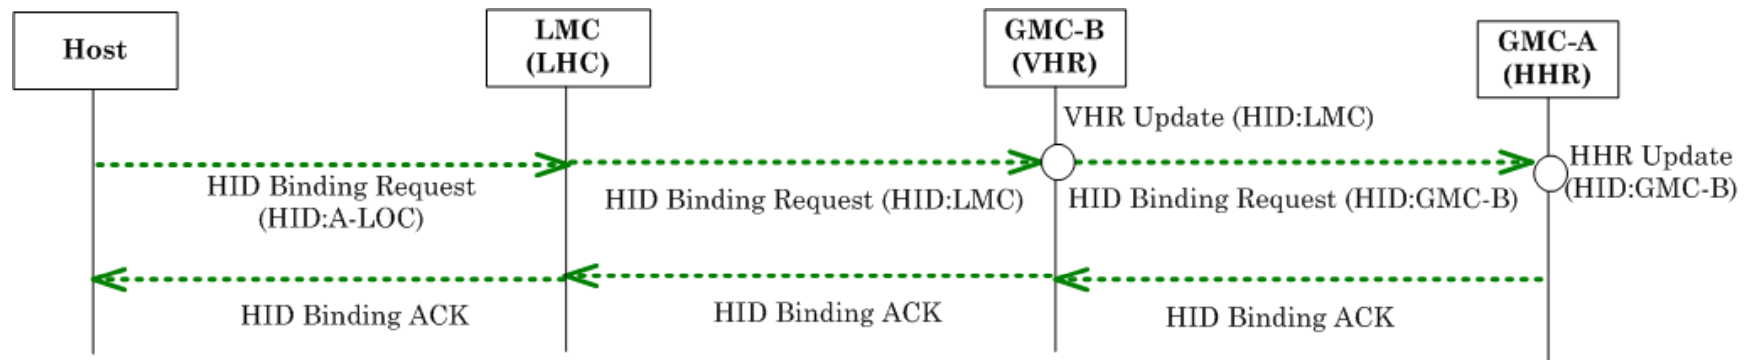 Host
LMC
(LHC)
GMC-B
(VHR)
GMC-A
(HHR)
VHR Update (HID:LMC)
HHR Update
(HID:GMC-B)
HID Binding Request
(HID:A-LOC)
HID Binding Request (HID:LMC)
HID Binding Request (HID:GMC-B)
HID Binding ACK
HID Binding ACK
HID Binding ACK